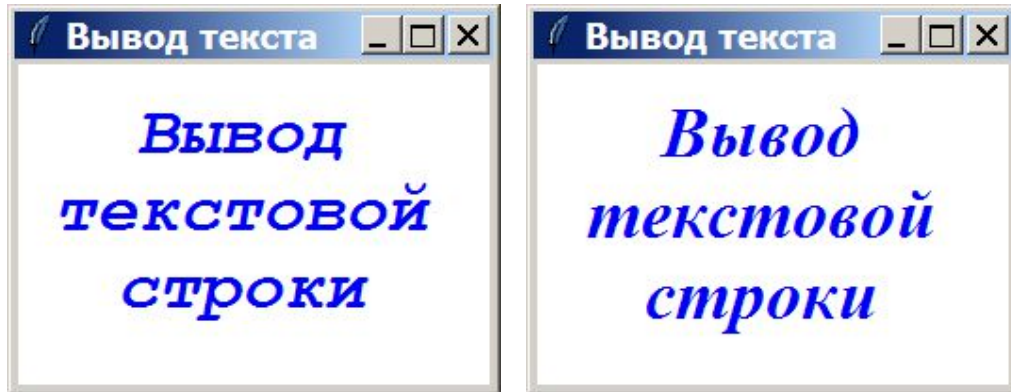 Вывод текста
Вывод
текстовой
строки
Вывод текста
Вывод
текстовой
строки